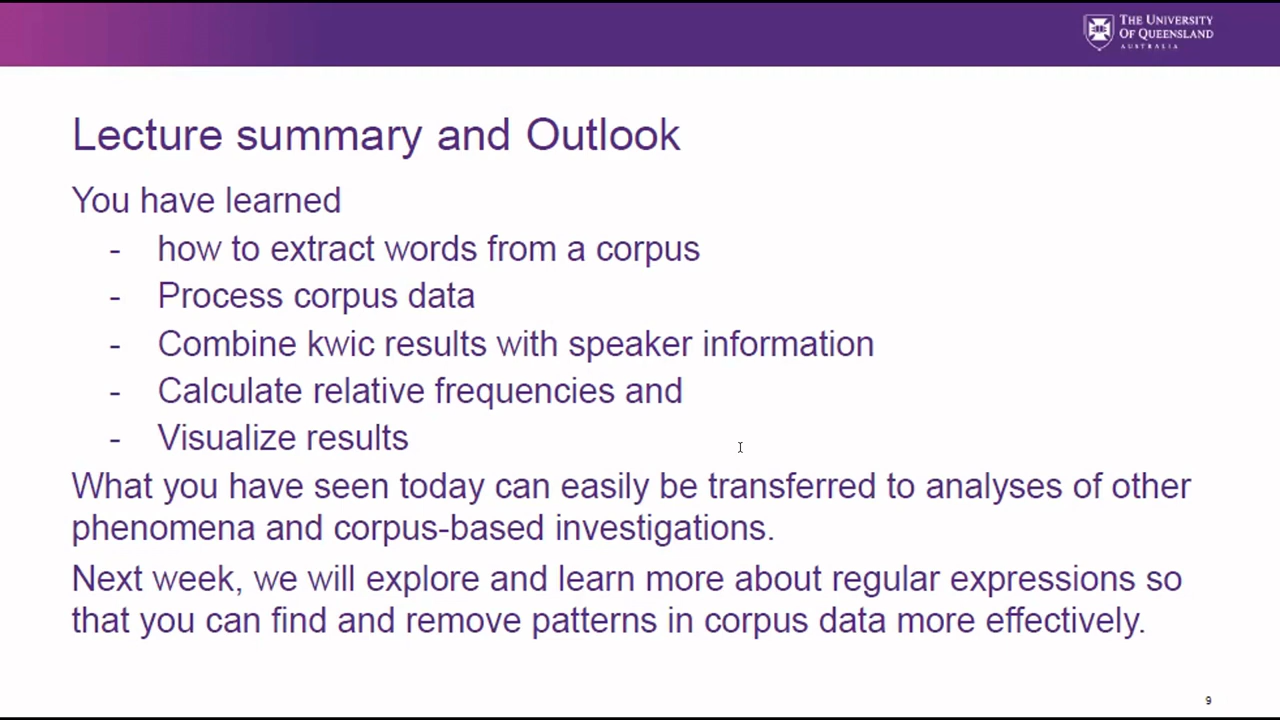 THE UNIVERSITY
OF QUEENSLAND
AUSTRALIA
Lecture summary and Outlook
You have learned
- how to extract words from a corpus
- Process corpus data
- Combine kwic results with speaker information
- Calculate relative frequencies and
- Visualize results
What you have seen today can easily be transferred to analyses of other
phenomena and corpus-based investigations.
Next week, we will explore and learn more about regular expressions so
that you can find and remove patterns in corpus data more effectively.
9